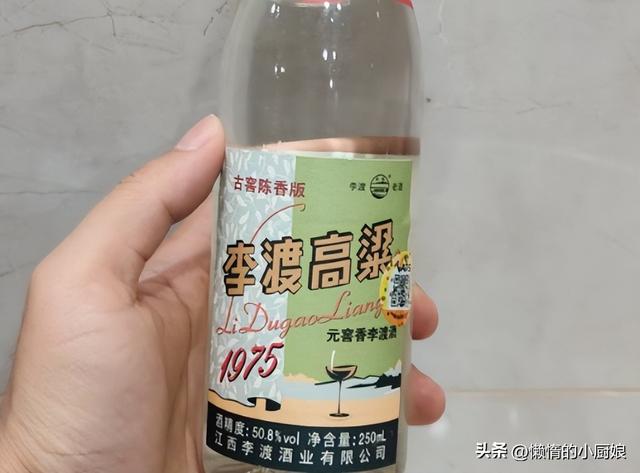 古窖陈香版
李渡 老酒
李渡高粱
LiDugaoLiang
元窖香李渡酒
1975
酒精度:50.8%vol 净含量:250mL
江西李渡酒业有限公司
头条 @懒惰的小厨娘